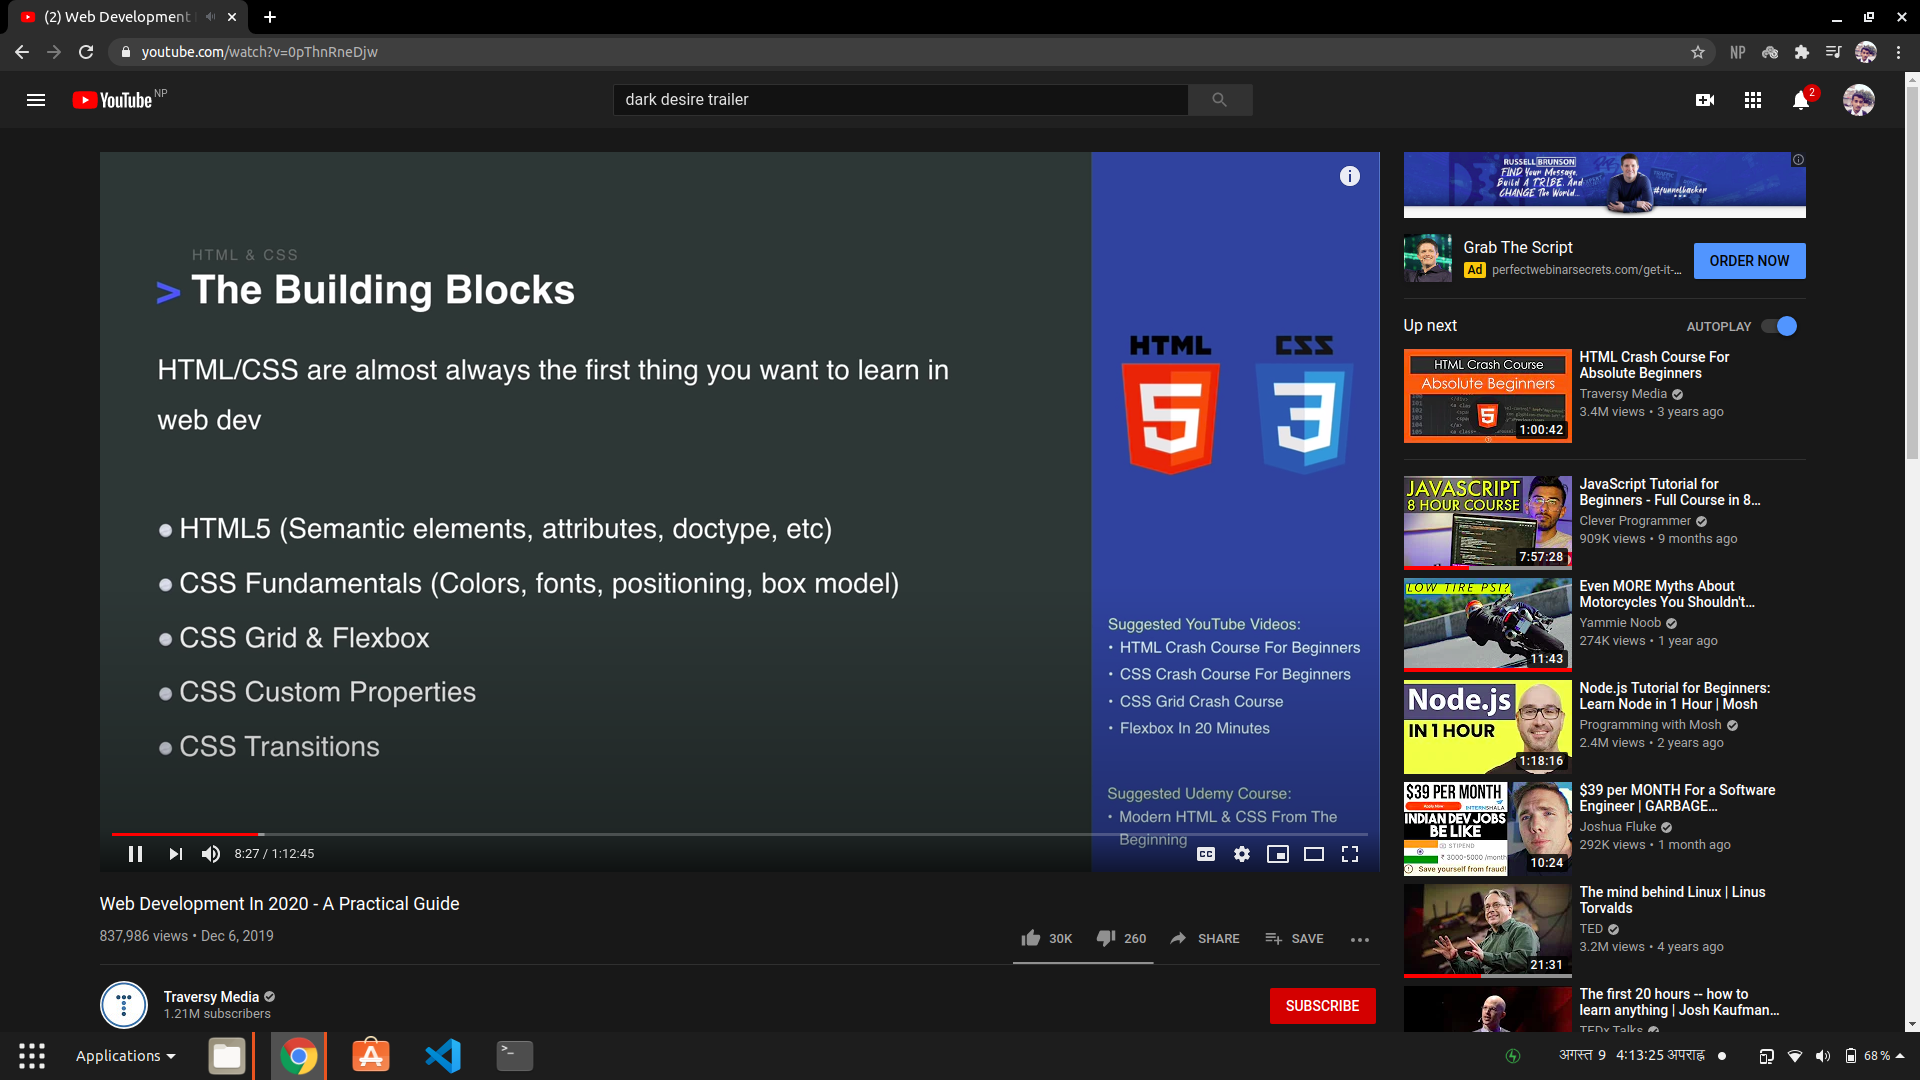 (2) Web Development
youtube.com/watch?v=0pThnRneDjw
NP
YouTube NP
dark desire trailer
2
HTML & CSS
> The Building Blocks
HTML/CSS are almost always the first thing you want to learn in
web dev
• HTML5 (Semantic elements, attributes, doctype, etc)
• CSS Fundamentals (Colors, fonts, positioning, box model)
• CSS Grid & Flexbox
• CSS Custom Properties
• CSS Transitions
HTML
5
CSS
3
Suggested YouTube Videos:
• HTML Crash Course For Beginners
• CSS Crash Course For Beginners
• CSS Grid Crash Course
• Flexbox In 20 Minutes
Suggested Udemy Course:
• Modern HTML & CSS From The
Beginning
8:27 / 1:12:45
CC
Web Development In 2020 - A Practical Guide
837,986 views • Dec 6, 2019
30K
260
SHARE
SAVE
Traversy Media
1.21M subscribers
SUBSCRIBE
RUSSELL BRUNSON
FIND Your Message,
Build A TRIBE, And
CHANGE The World...
#funnelhacker
Grab The Script
Ad perfectwebinarsecrets.com/get-it-...
ORDER NOW
Up next
AUTOPLAY
HTML Crash Course
Absolute Beginners
5
1:00:42
HTML Crash Course For
Absolute Beginners
Traversy Media
3.4M views • 3 years ago
JAVASCRIPT
8 HOUR COURSE
7:57:28
JavaScript Tutorial for
Beginners - Full Course in 8...
Clever Programmer
909K views • 9 months ago
LOW TIRE PSI?
11:43
Even MORE Myths About
Motorcycles You Shouldn't...
Yammie Noob
274K views • 1 year ago
Node.js
IN 1 HOUR
1:18:16
Node.js Tutorial for Beginners:
Learn Node in 1 Hour | Mosh
Programming with Mosh
2.4M views • 2 years ago
$39 PER MONTH
Apply Now
INTERNSHALA
INDIAN DEV JOBS
BE LIKE
STIPEND
₹ 3000-5000 /month
Save yourself from fraud!
10:24
$39 per MONTH For a Software
Engineer | GARBAGE...
Joshua Fluke
292K views • 1 month ago
21:31
The mind behind Linux | Linus
Torvalds
TED
3.2M views • 4 years ago
The first 20 hours -- how to
learn anything | Josh Kaufman...
TEDx Talks
Applications
अगस्त 9 4:13:25 अपराह्न
68 %